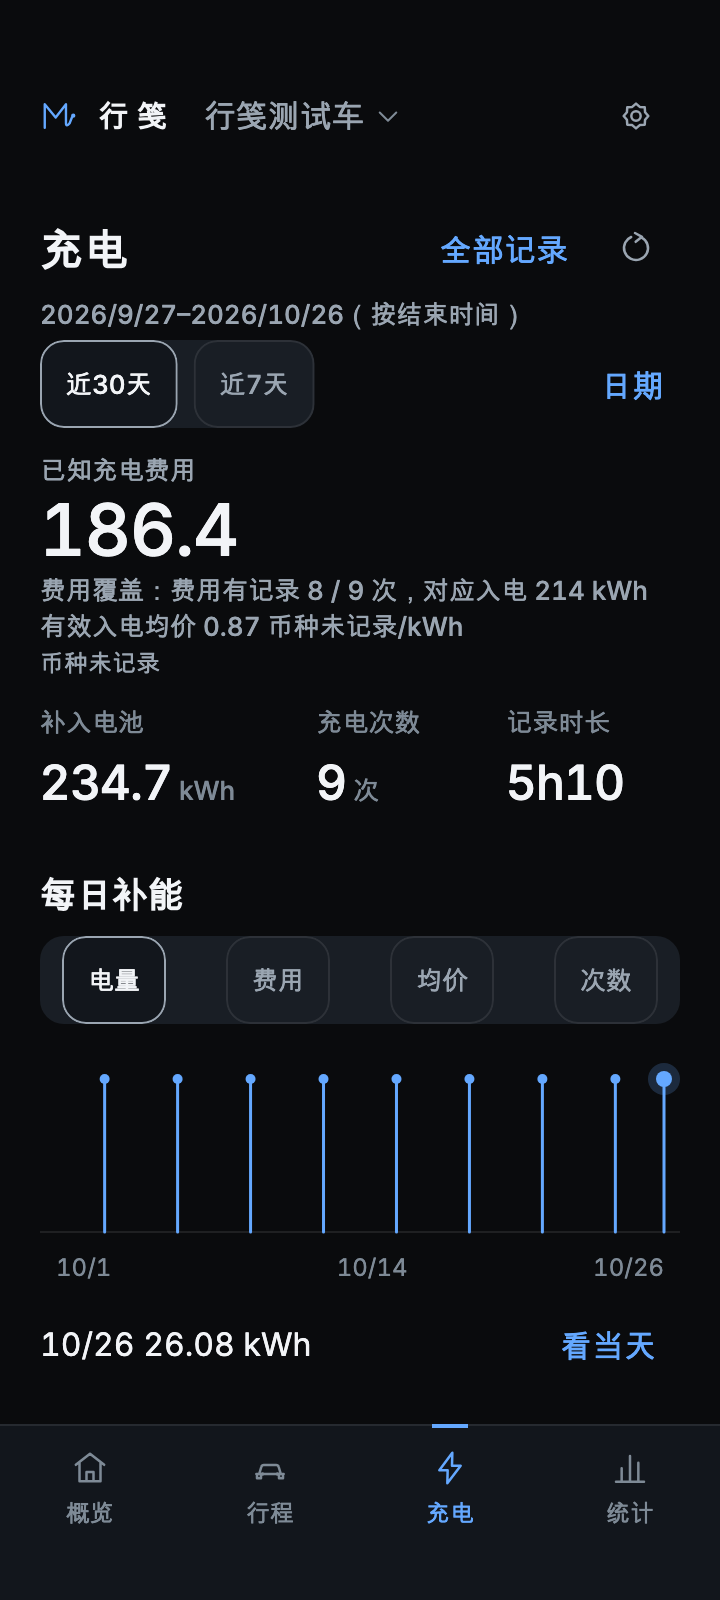 行笺 行笺测试车
充电 全部记录
2026/9/27–2026/10/26（按结束时间）
近30天 近7天 日期
已知充电费用
186.4
费用覆盖：费用有记录 8 / 9 次，对应入电 214 kWh
有效入电均价 0.87 币种未记录/kWh
币种未记录
补入电池 充电次数 记录时长
234.7 kWh 9 次 5h10
每日补能
电量 费用 均价 次数
10/1 10/14 10/26
10/26 26.08 kWh 看当天
概览 行程 充电 统计